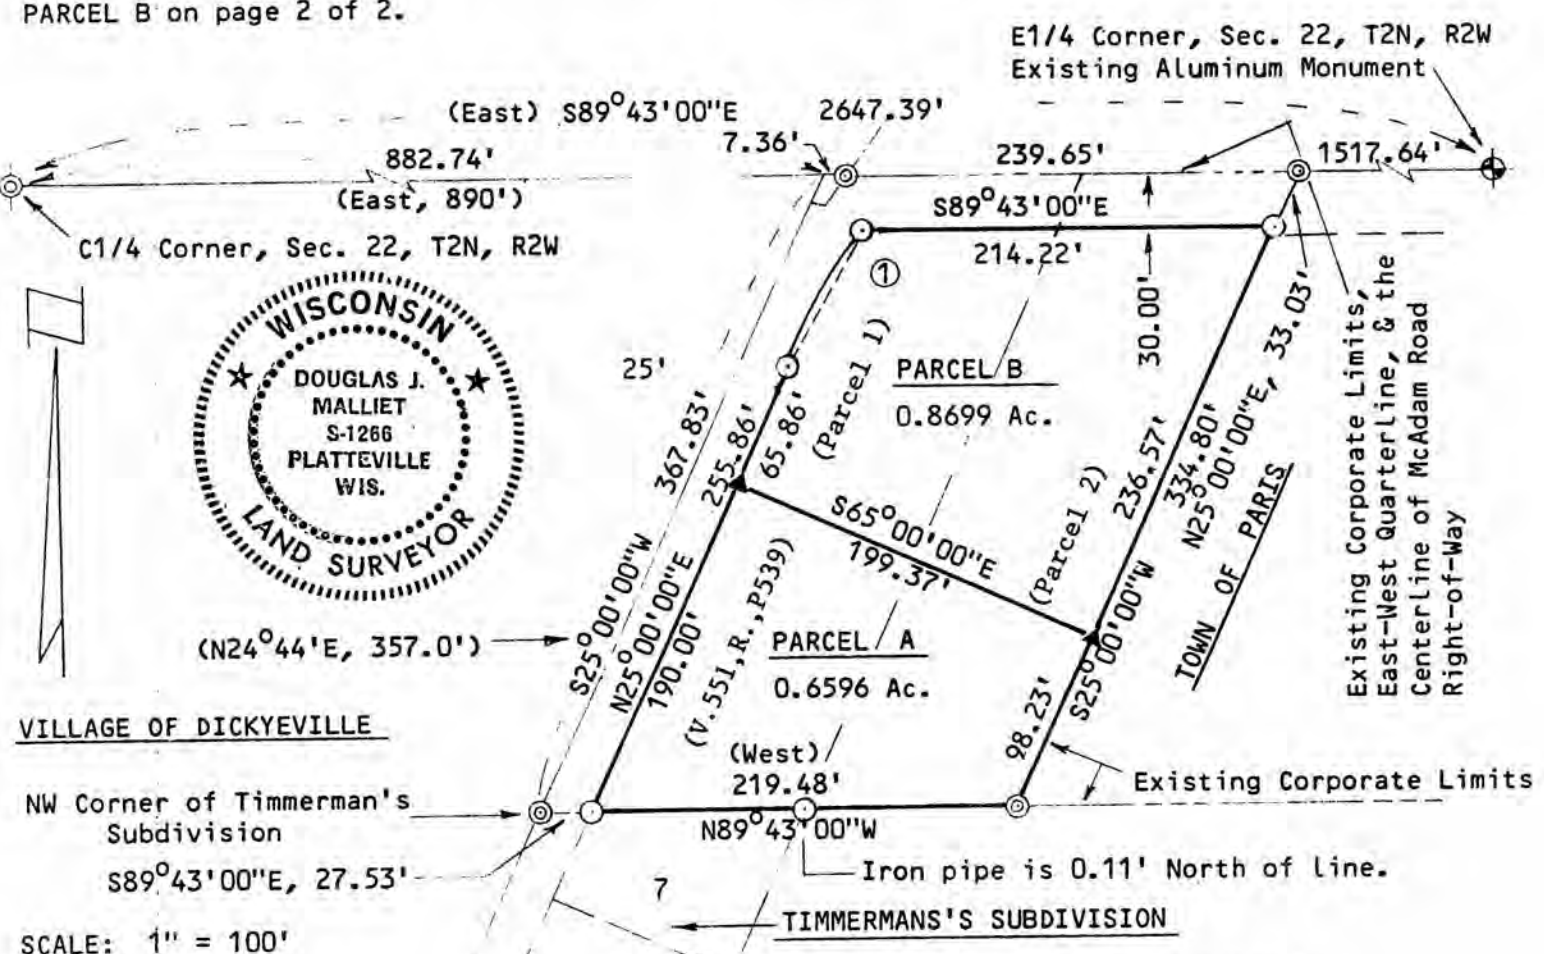 PARCEL B on page 2 of 2.
E1/4 Corner, Sec. 22, T2N, R2W
Existing Aluminum Monument
(East) S89°43'00"E 2647.39'
882.74'
7.36'
239.65'
1517.64'
(East, 890')
S89°43'00"E
C1/4 Corner, Sec. 22, T2N, R2W
214.22'
1
30.00'
WISCONSIN
DOUGLAS J.
MALLIET
S-1266
PLATTEVILLE
WIS.
LAND SURVEYOR
25'
(Parcel 1)
PARCEL B
0.8699 Ac.
367.83'
255.86'
65.86'
236.57'
334.80'
N25°00'00"E, 33.03'
Existing Corporate Limits,
East-West Quarterline, & the
Centerline of McAdam Road
Right-of-Way
S65°00'00"E
199.37'
(Parcel 2)
TOWN OF PARIS
S25°00'00"W
N25°00'00"E
190.00'
(V.551,R.,P539)
S25°00'00"W
(N24°44'E, 357.0')
PARCEL A
0.6596 Ac.
98.23'
VILLAGE OF DICKYEVILLE
(West)
219.48'
N89°43'00"W
Existing Corporate Limits
NW Corner of Timmerman's
Subdivision
S89°43'00"E, 27.53'
Iron pipe is 0.11' North of line.
7
TIMMERMANS'S SUBDIVISION
SCALE: 1" = 100'